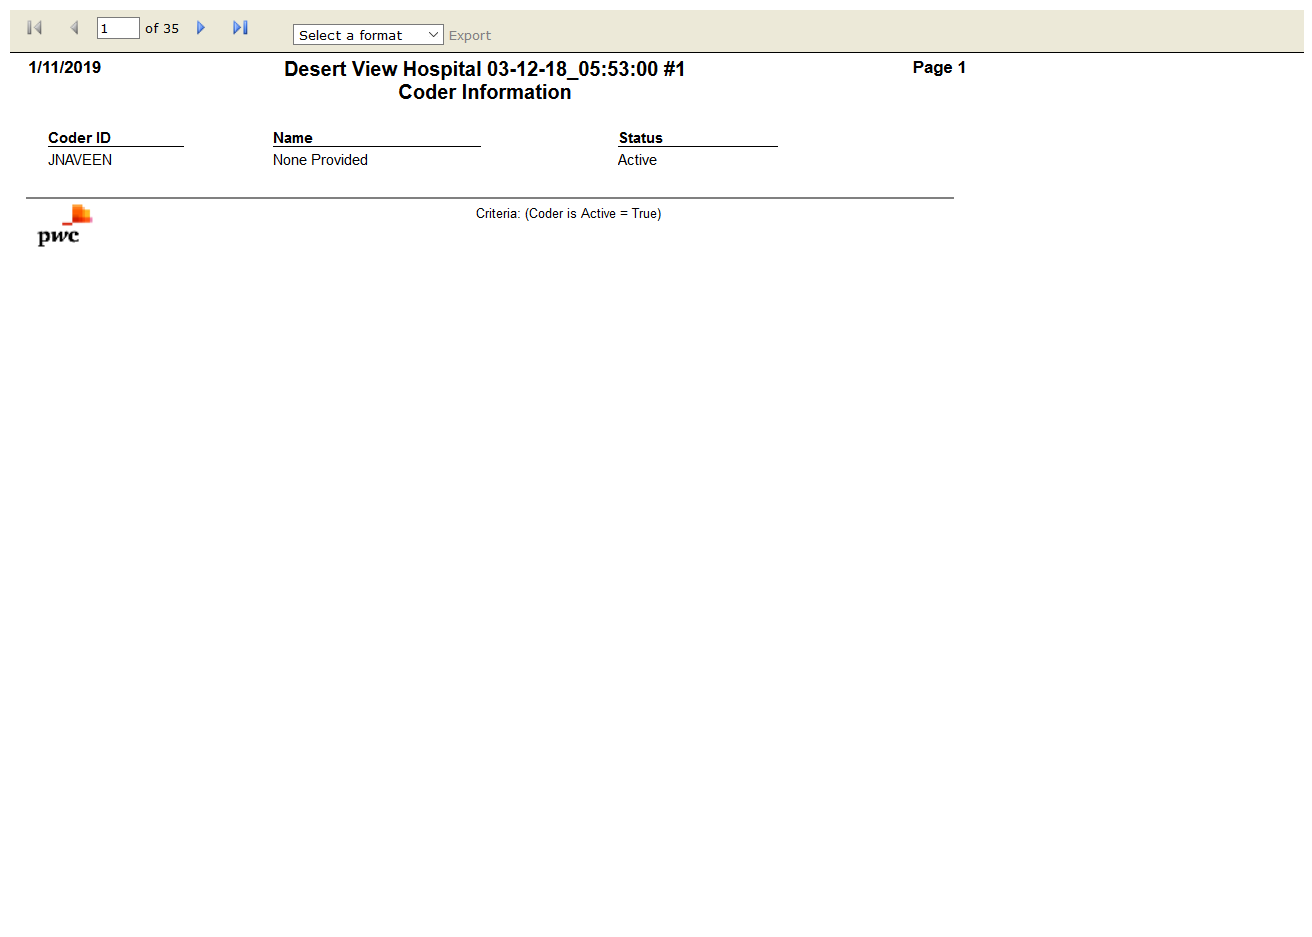 1 of 35 Select a format Export
1/11/2019 Desert View Hospital 03-12-18_05:53:00 #1 Page 1
Coder Information
Coder ID Name Status
JNAVEEN None Provided Active
Criteria: (Coder is Active = True)
pwc